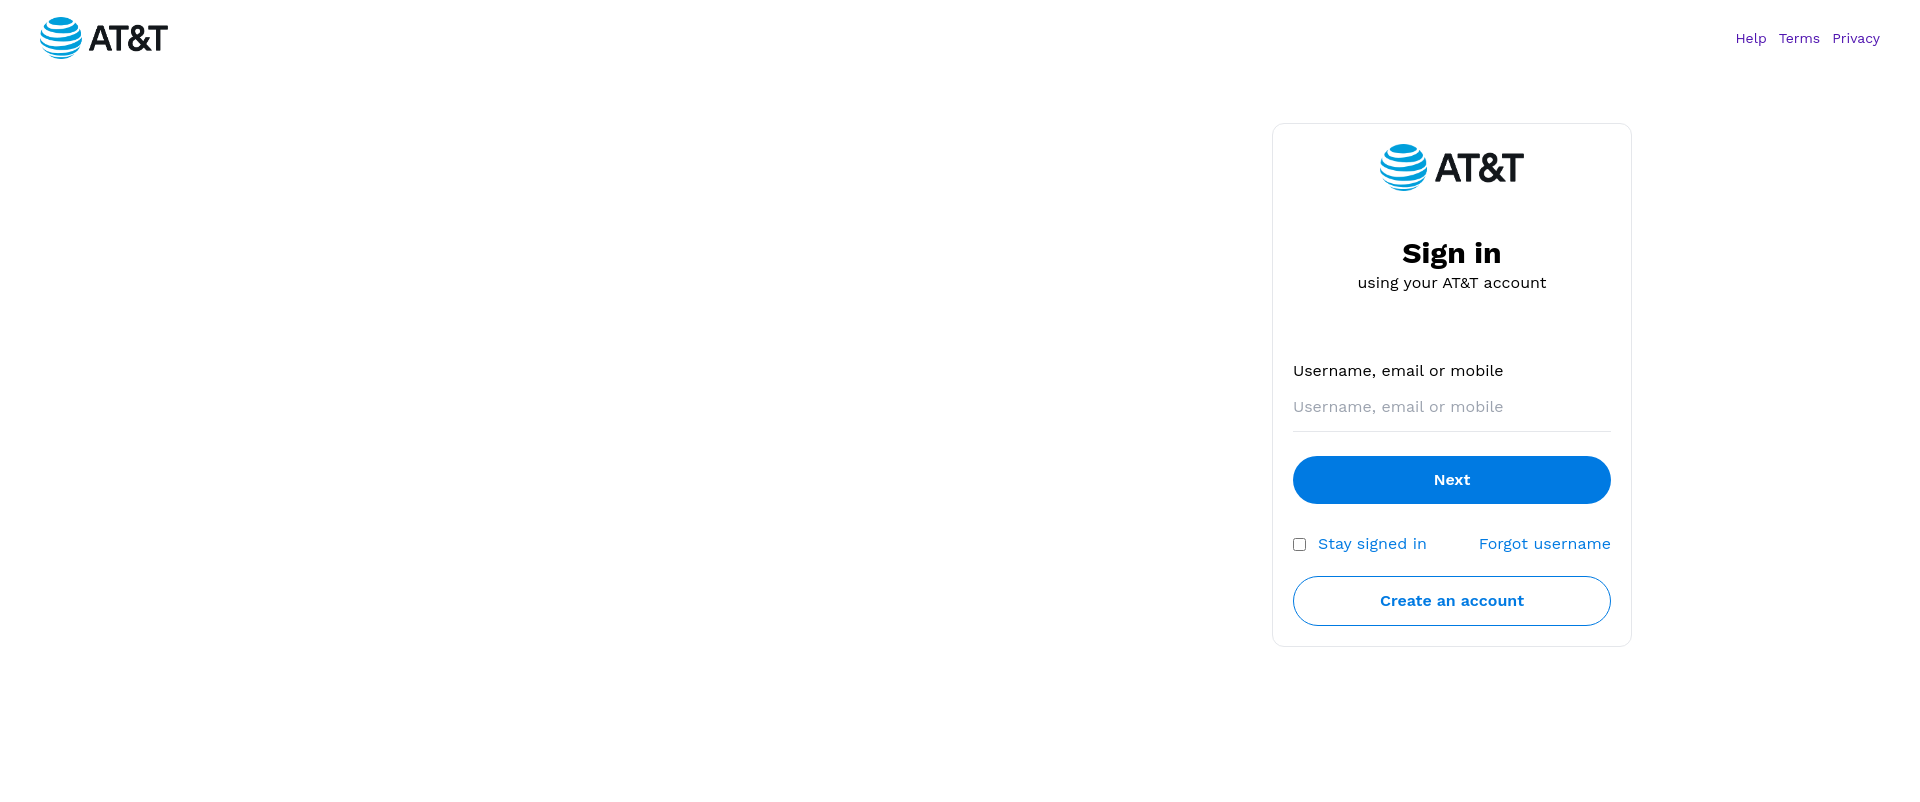 AT&T
Help Terms Privacy
AT&T
Sign in
using your AT&T account
Username, email or mobile
Username, email or mobile
Next
Stay signed in
Forgot username
Create an account